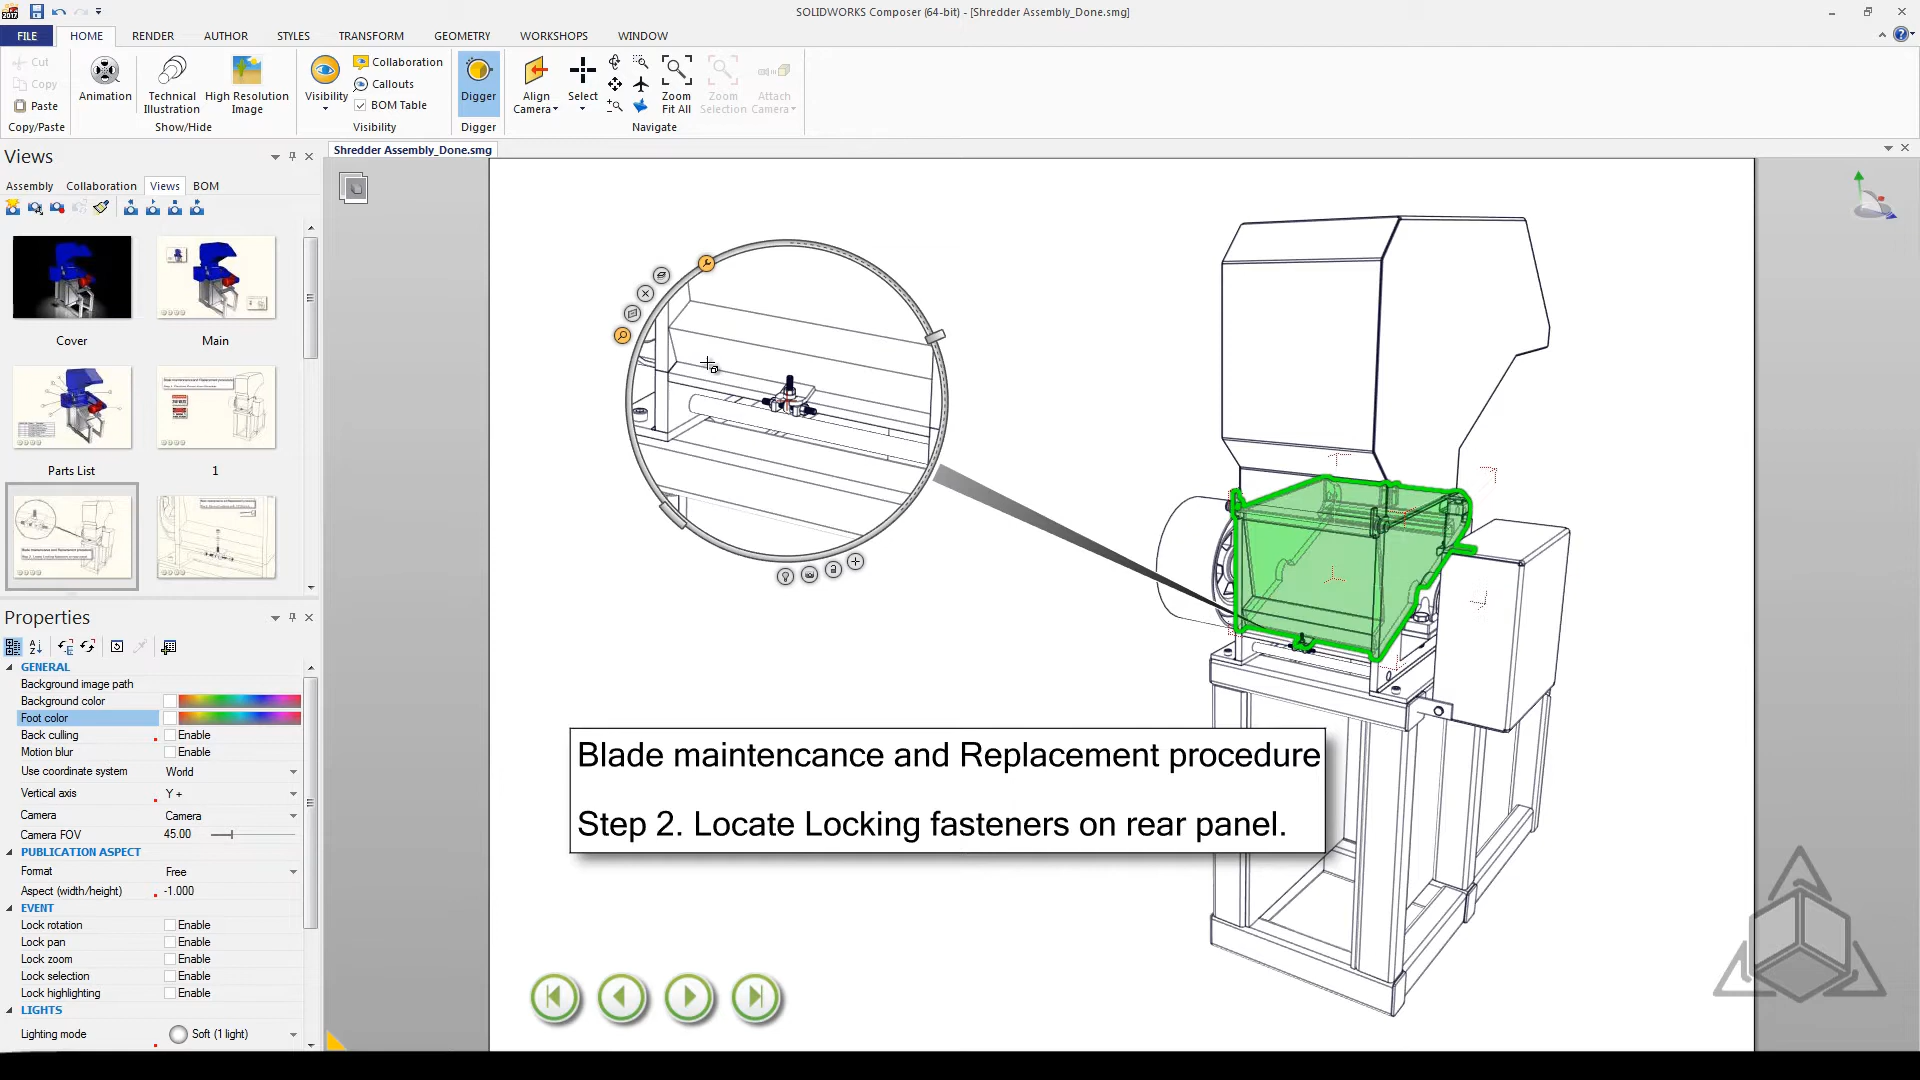 SOLIDWORKS Composer (64-bit) - [Shredder Assembly_Done.smg]
FILE HOME RENDER AUTHOR STYLES TRANSFORM GEOMETRY WORKSHOPS WINDOW
Cut
Copy
Paste
Copy/Paste
Animation
Technical Illustration
High Resolution Image
Show/Hide
Visibility
Collaboration
Callouts
BOM Table
Visibility
Digger
Digger
Align Camera
Select
Zoom Fit All
Zoom Selection
Attach Camera
Navigate
Views
Shredder Assembly_Done.smg
Assembly Collaboration Views BOM
Cover
Main
Parts List
1
Properties
GENERAL
Background image path
Background color
Foot color
Back culling Enable
Motion blur Enable
Use coordinate system World
Vertical axis Y +
Camera Camera
Camera FOV 45.00
PUBLICATION ASPECT
Format Free
Aspect (width/height) -1.000
EVENT
Lock rotation Enable
Lock pan Enable
Lock zoom Enable
Lock selection Enable
Lock highlighting Enable
LIGHTS
Lighting mode Soft (1 light)
Blade maintencance and Replacement procedure
Step 2. Locate Locking fasteners on rear panel.